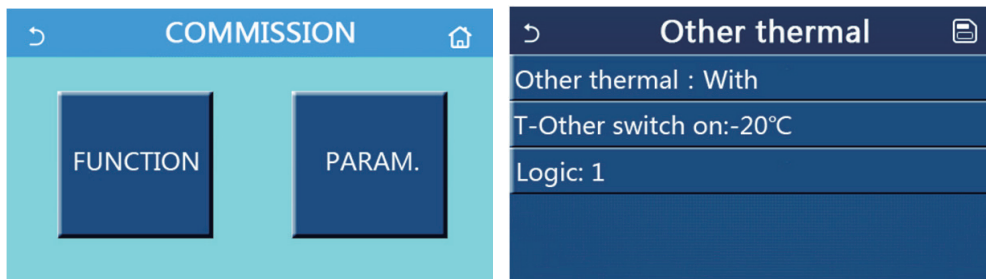 COMMISSION
FUNCTION
PARAM.
Other thermal
Other thermal : With
T-Other switch on:-20℃
Logic: 1